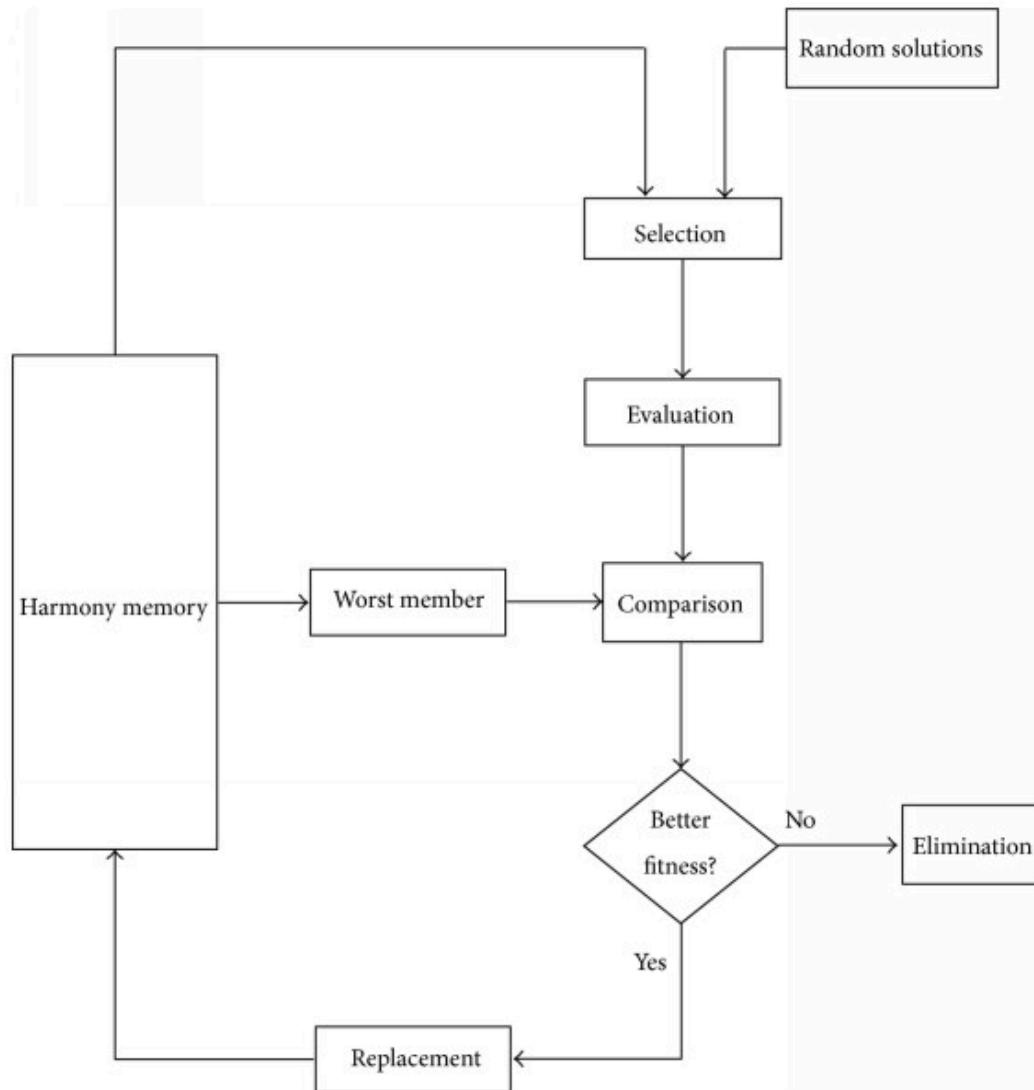 Random solutions
Selection
Evaluation
Harmony memory
Worst member
Comparison
Better
fitness?
No
Elimination
Yes
Replacement